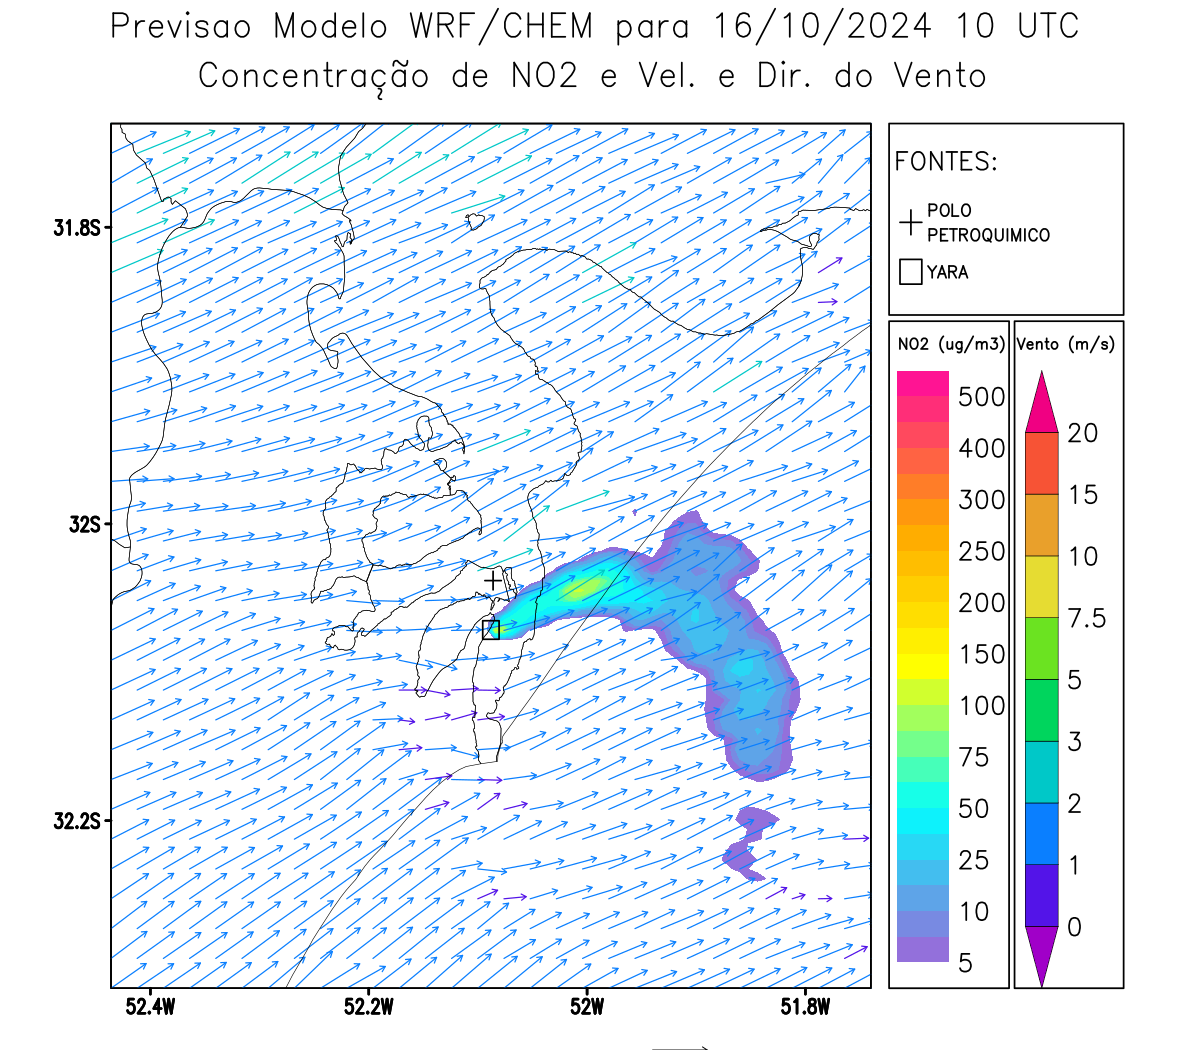 Previsao Modelo WRF/CHEM para 16/10/2024 10 UTC
Concentração de NO2 e Vel. e Dir. do Vento
FONTES:
POLO
PETROQUIMICO
YARA
31.8S
32S
32.2S
52.4W
52.2W
52W
51.8W
NO2 (ug/m3)
500
400
300
250
200
150
100
75
50
25
10
5
Vento (m/s)
20
15
10
7.5
5
3
2
1
0